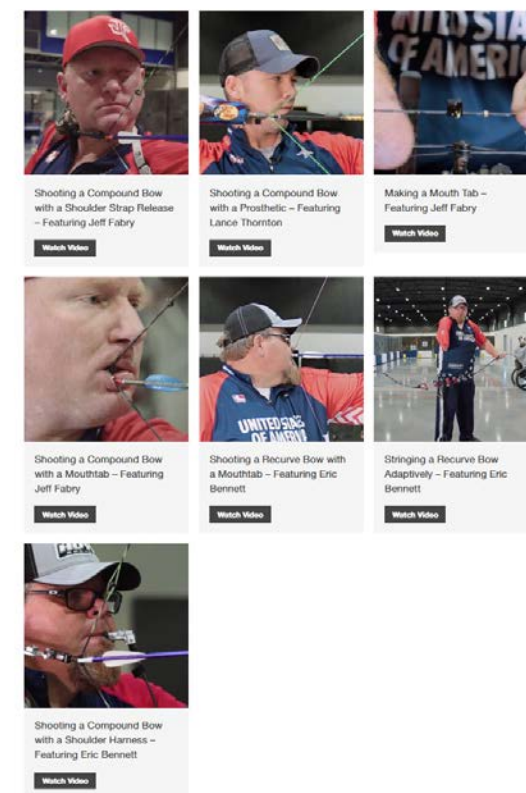 UNITED STA
OF AMERI
Shooting a Compound Bow
with a Shoulder Strap Release
– Featuring Jeff Fabry
Watch Video
Shooting a Compound Bow
with a Prosthetic – Featuring
Lance Thornton
Watch Video
Making a Mouth Tab –
Featuring Jeff Fabry
Watch Video
UNITED STATES
OF AMERICA
Shooting a Compound Bow
with a Mouthtab – Featuring
Jeff Fabry
Watch Video
Shooting a Recurve Bow with
a Mouthtab – Featuring Eric
Bennett
Watch Video
Stringing a Recurve Bow
Adaptively – Featuring Eric
Bennett
Watch Video
Shooting a Compound Bow
with a Shoulder Harness –
Featuring Eric Bennett
Watch Video